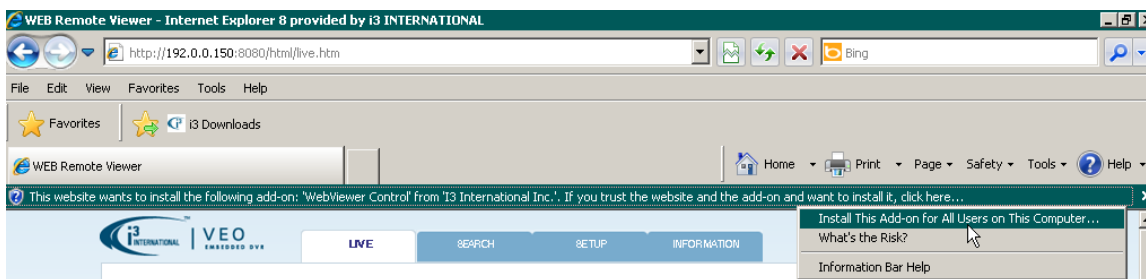 WEB Remote Viewer - Internet Explorer 8 provided by i3 INTERNATIONAL
http://192.0.0.150:8080/html/live.htm
Bing
File Edit View Favorites Tools Help
Favorites i3 Downloads
WEB Remote Viewer
Home Print Page Safety Tools Help
This website wants to install the following add-on: 'WebViewer Control' from 'I3 International Inc.'. If you trust the website and the add-on and want to install it, click here...
Install This Add-on for All Users on This Computer...
What's the Risk?
Information Bar Help
i3 INTERNATIONAL
VEO
EMBEDDED DVR
LIVE SEARCH SETUP INFORMATION